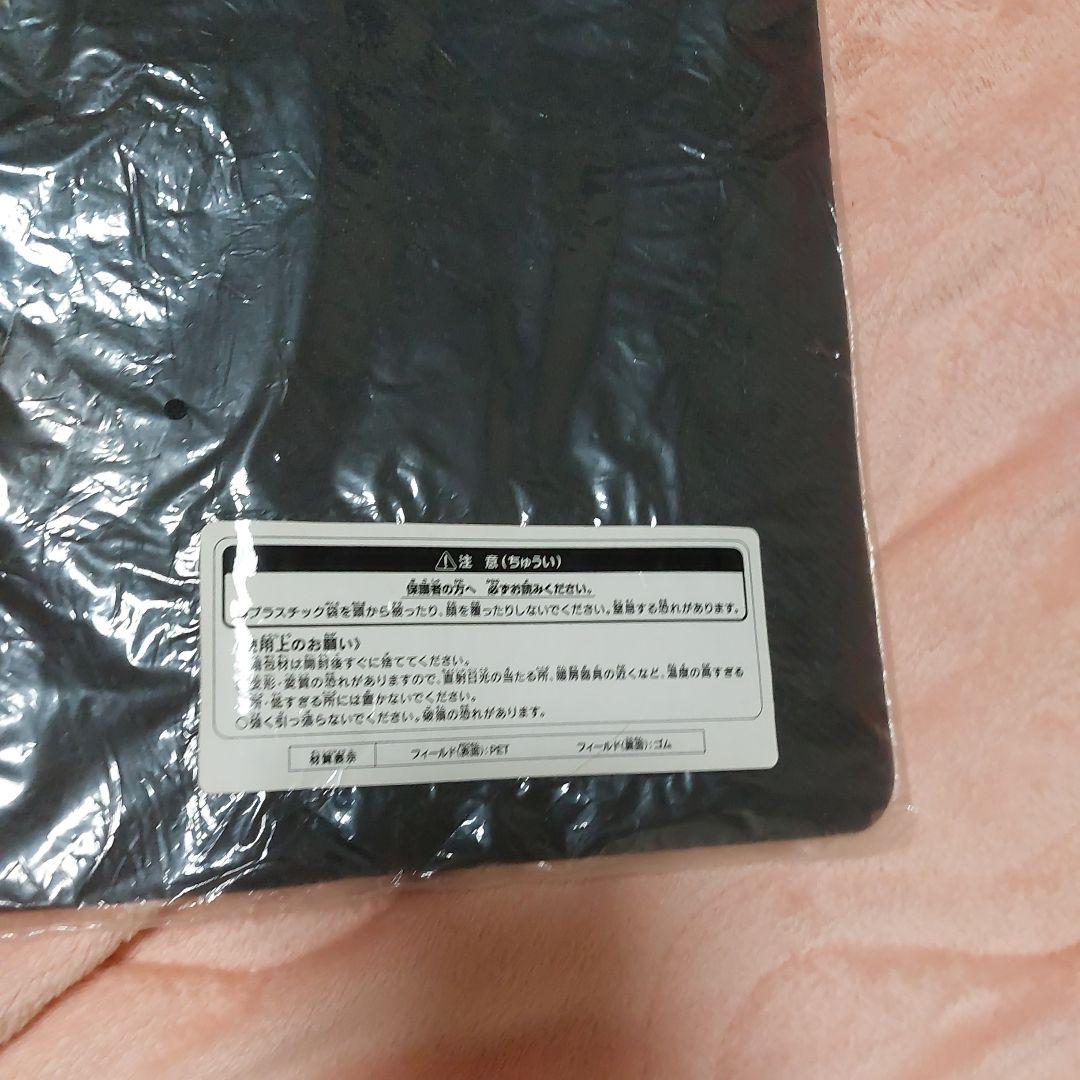 ⚠注 意(ちゅうい)
保護者の方へ 必ずお読みください。
プラスチック袋を頭から被ったり、顔を覆ったりしないでください。窒息する恐れがあります。
用上のお願い》
包材は開封後すぐに捨ててください。
変形・変質の恐れがありますので、直射日光の当たる所、暖房器具の近くなど、温度の高すぎる
所・低すぎる所には置かないでください。
○強く引っ張らないでください。破損の恐れがあります。
材質表示 フィールド(表面):PET フィールド(裏面):ゴム